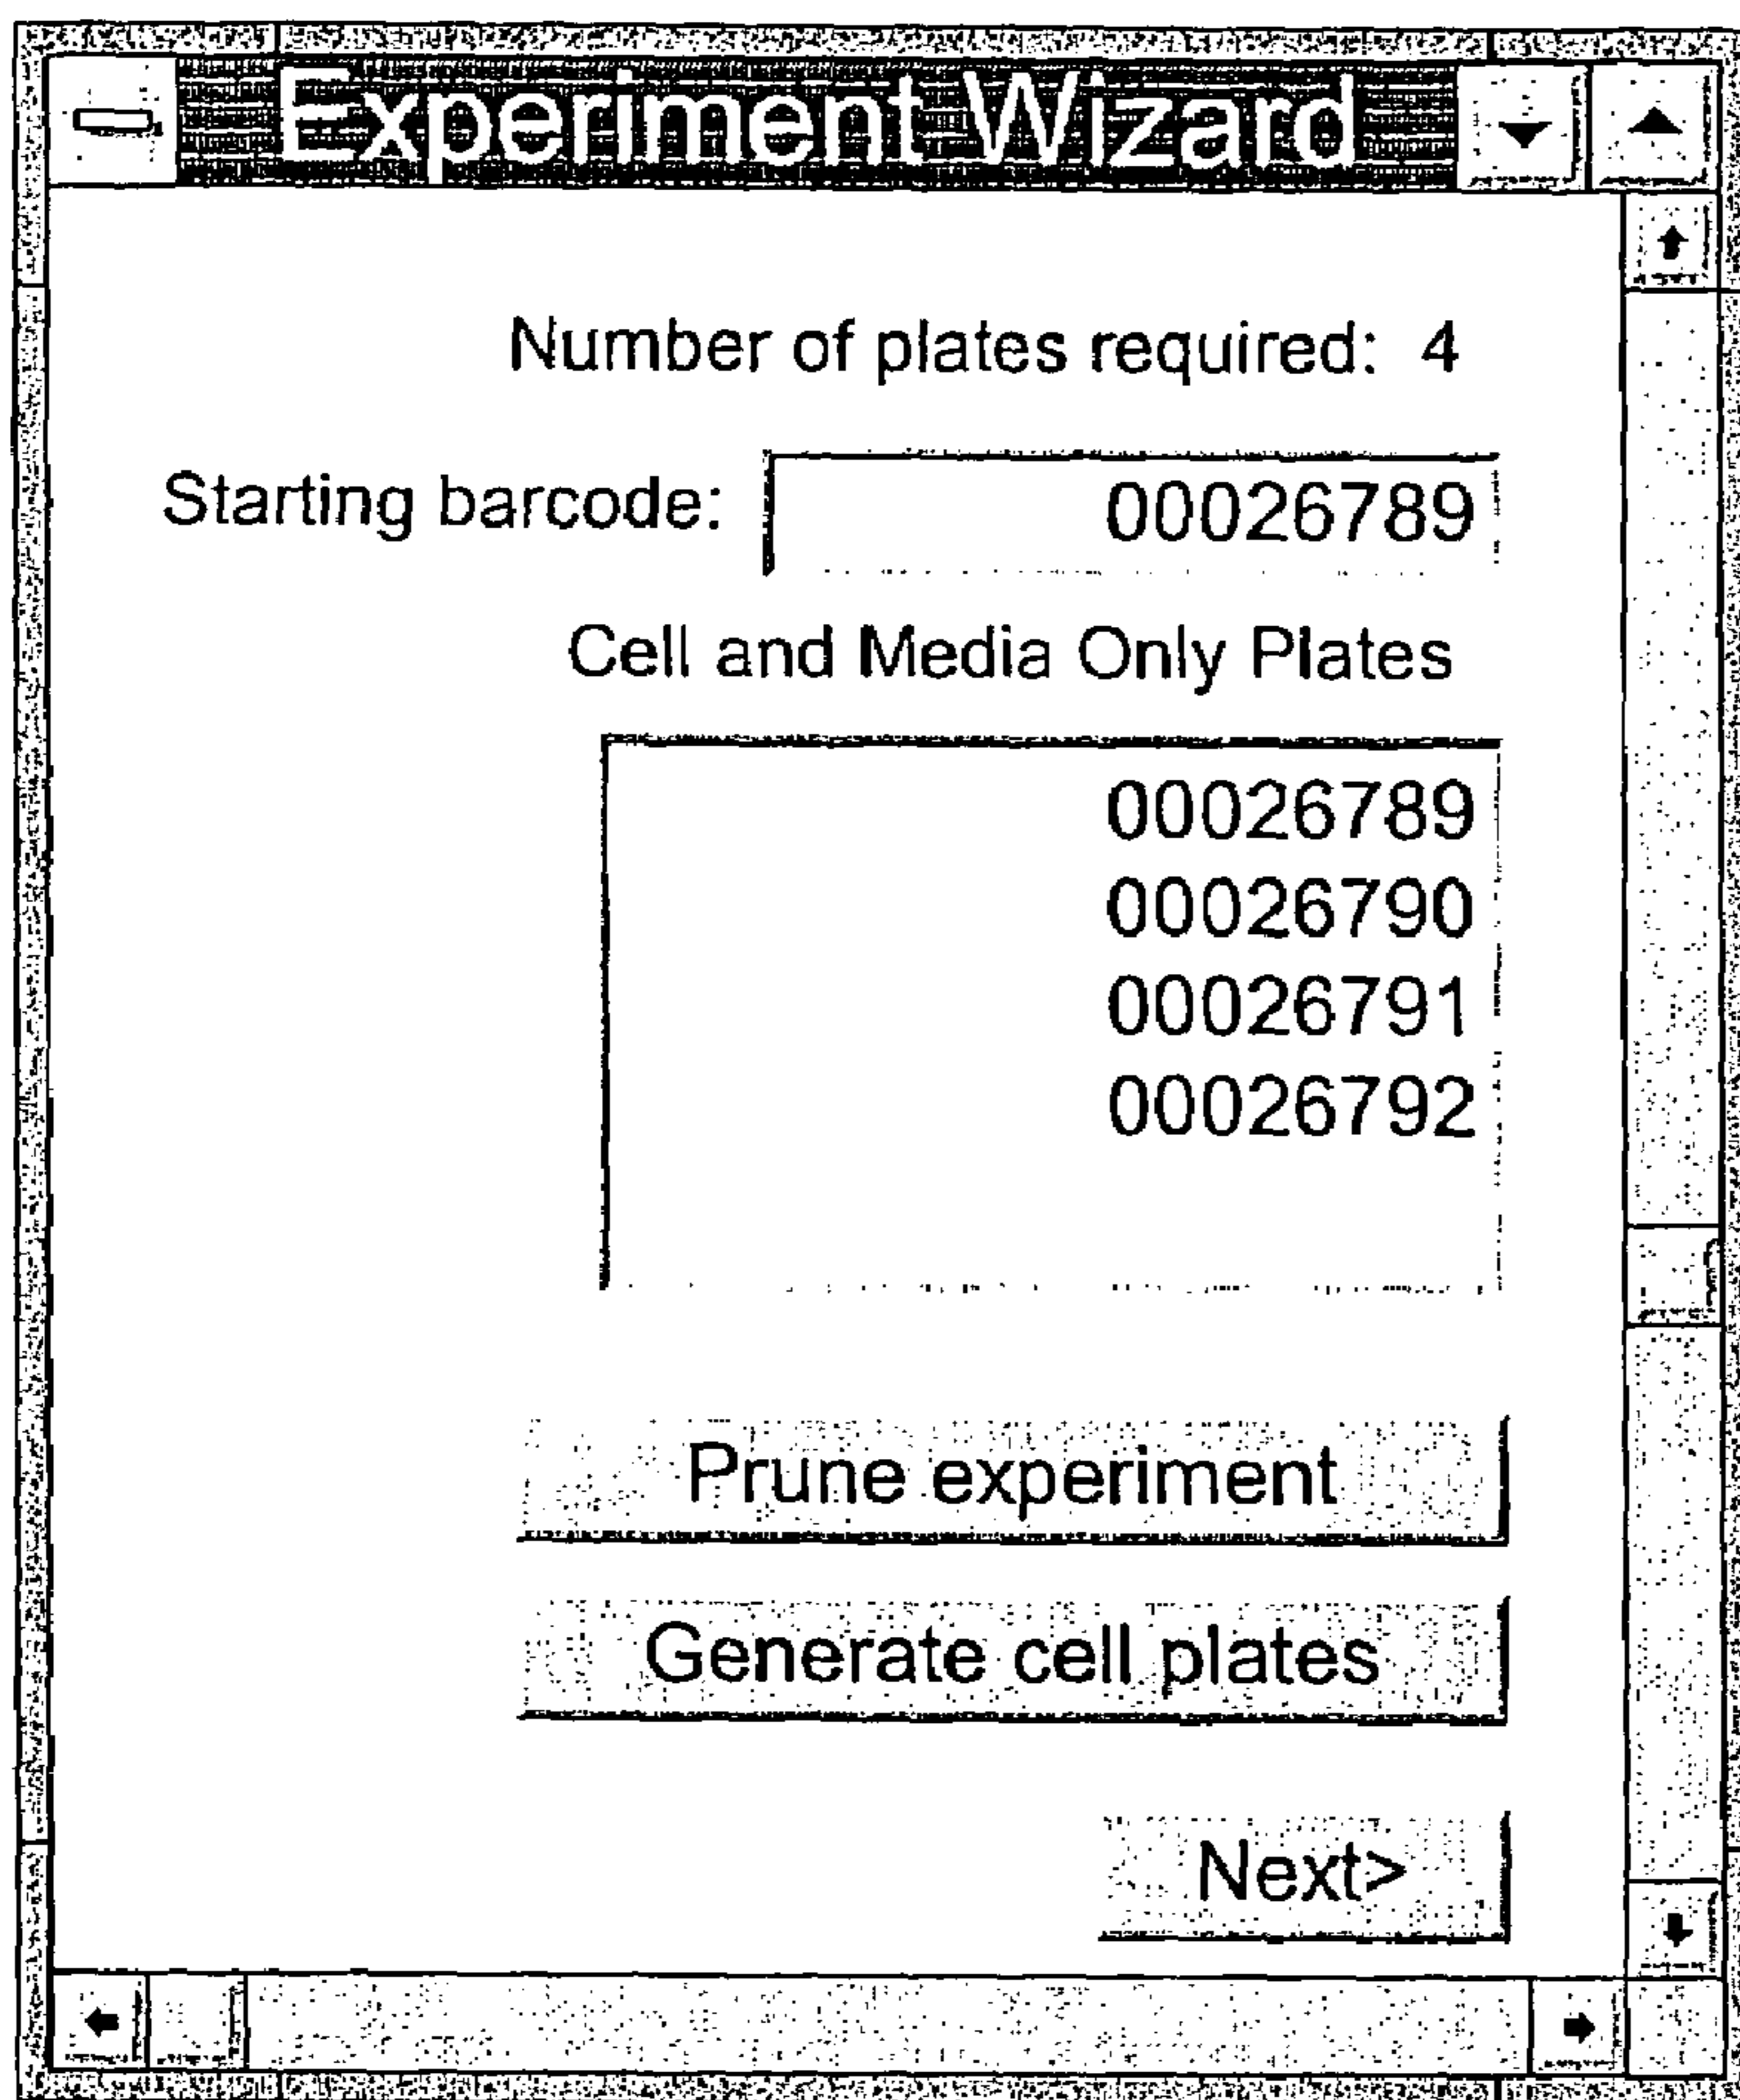 Experiment Wizard
Number of plates required: 4
Starting barcode: 00026789
Cell and Media Only Plates
00026789
00026790
00026791
00026792
Prune experiment
Generate cell plates
Next>